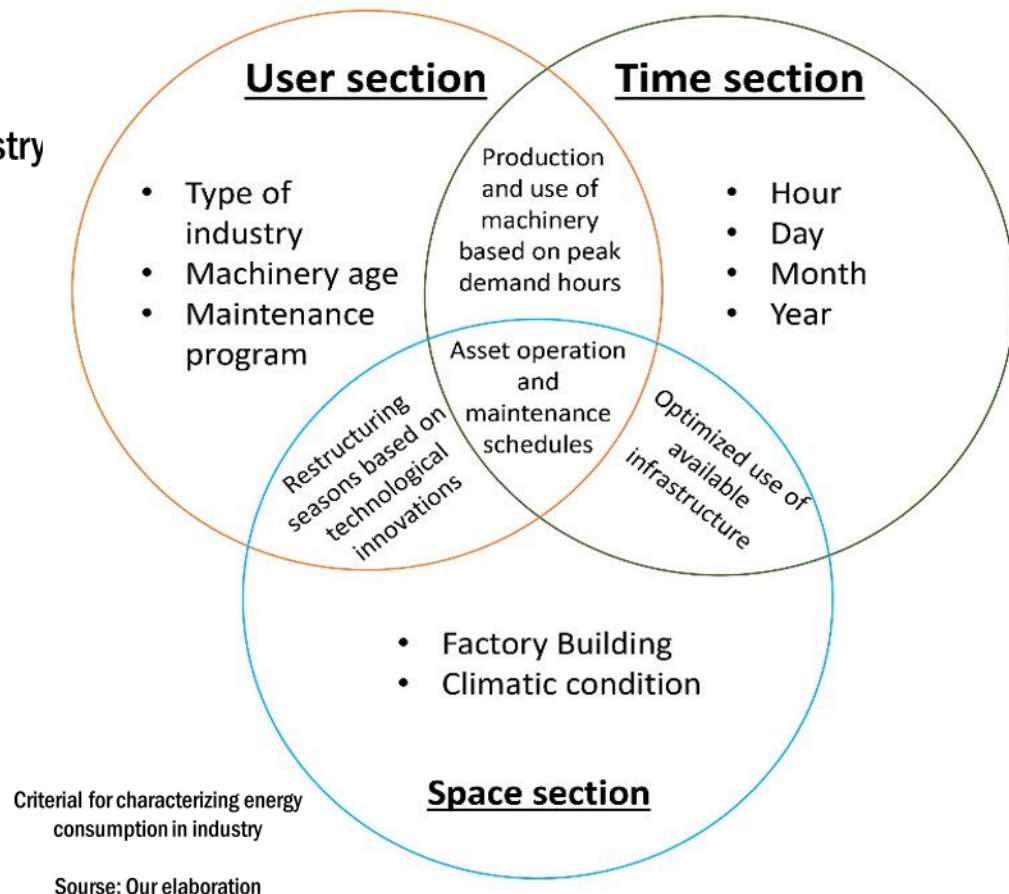 User section
Time section
stry
• Type of
industry
• Machinery age
• Maintenance
program
Production
and use of
machinery
based on peak
demand hours
• Hour
• Day
• Month
• Year
Asset operation
and
maintenance
schedules
Restructuring
seasons based on
technological
innovations
Optimized use of
available
infrastructure
• Factory Building
• Climatic condition
Space section
Criterial for characterizing energy
consumption in industry
Sourse: Our elaboration